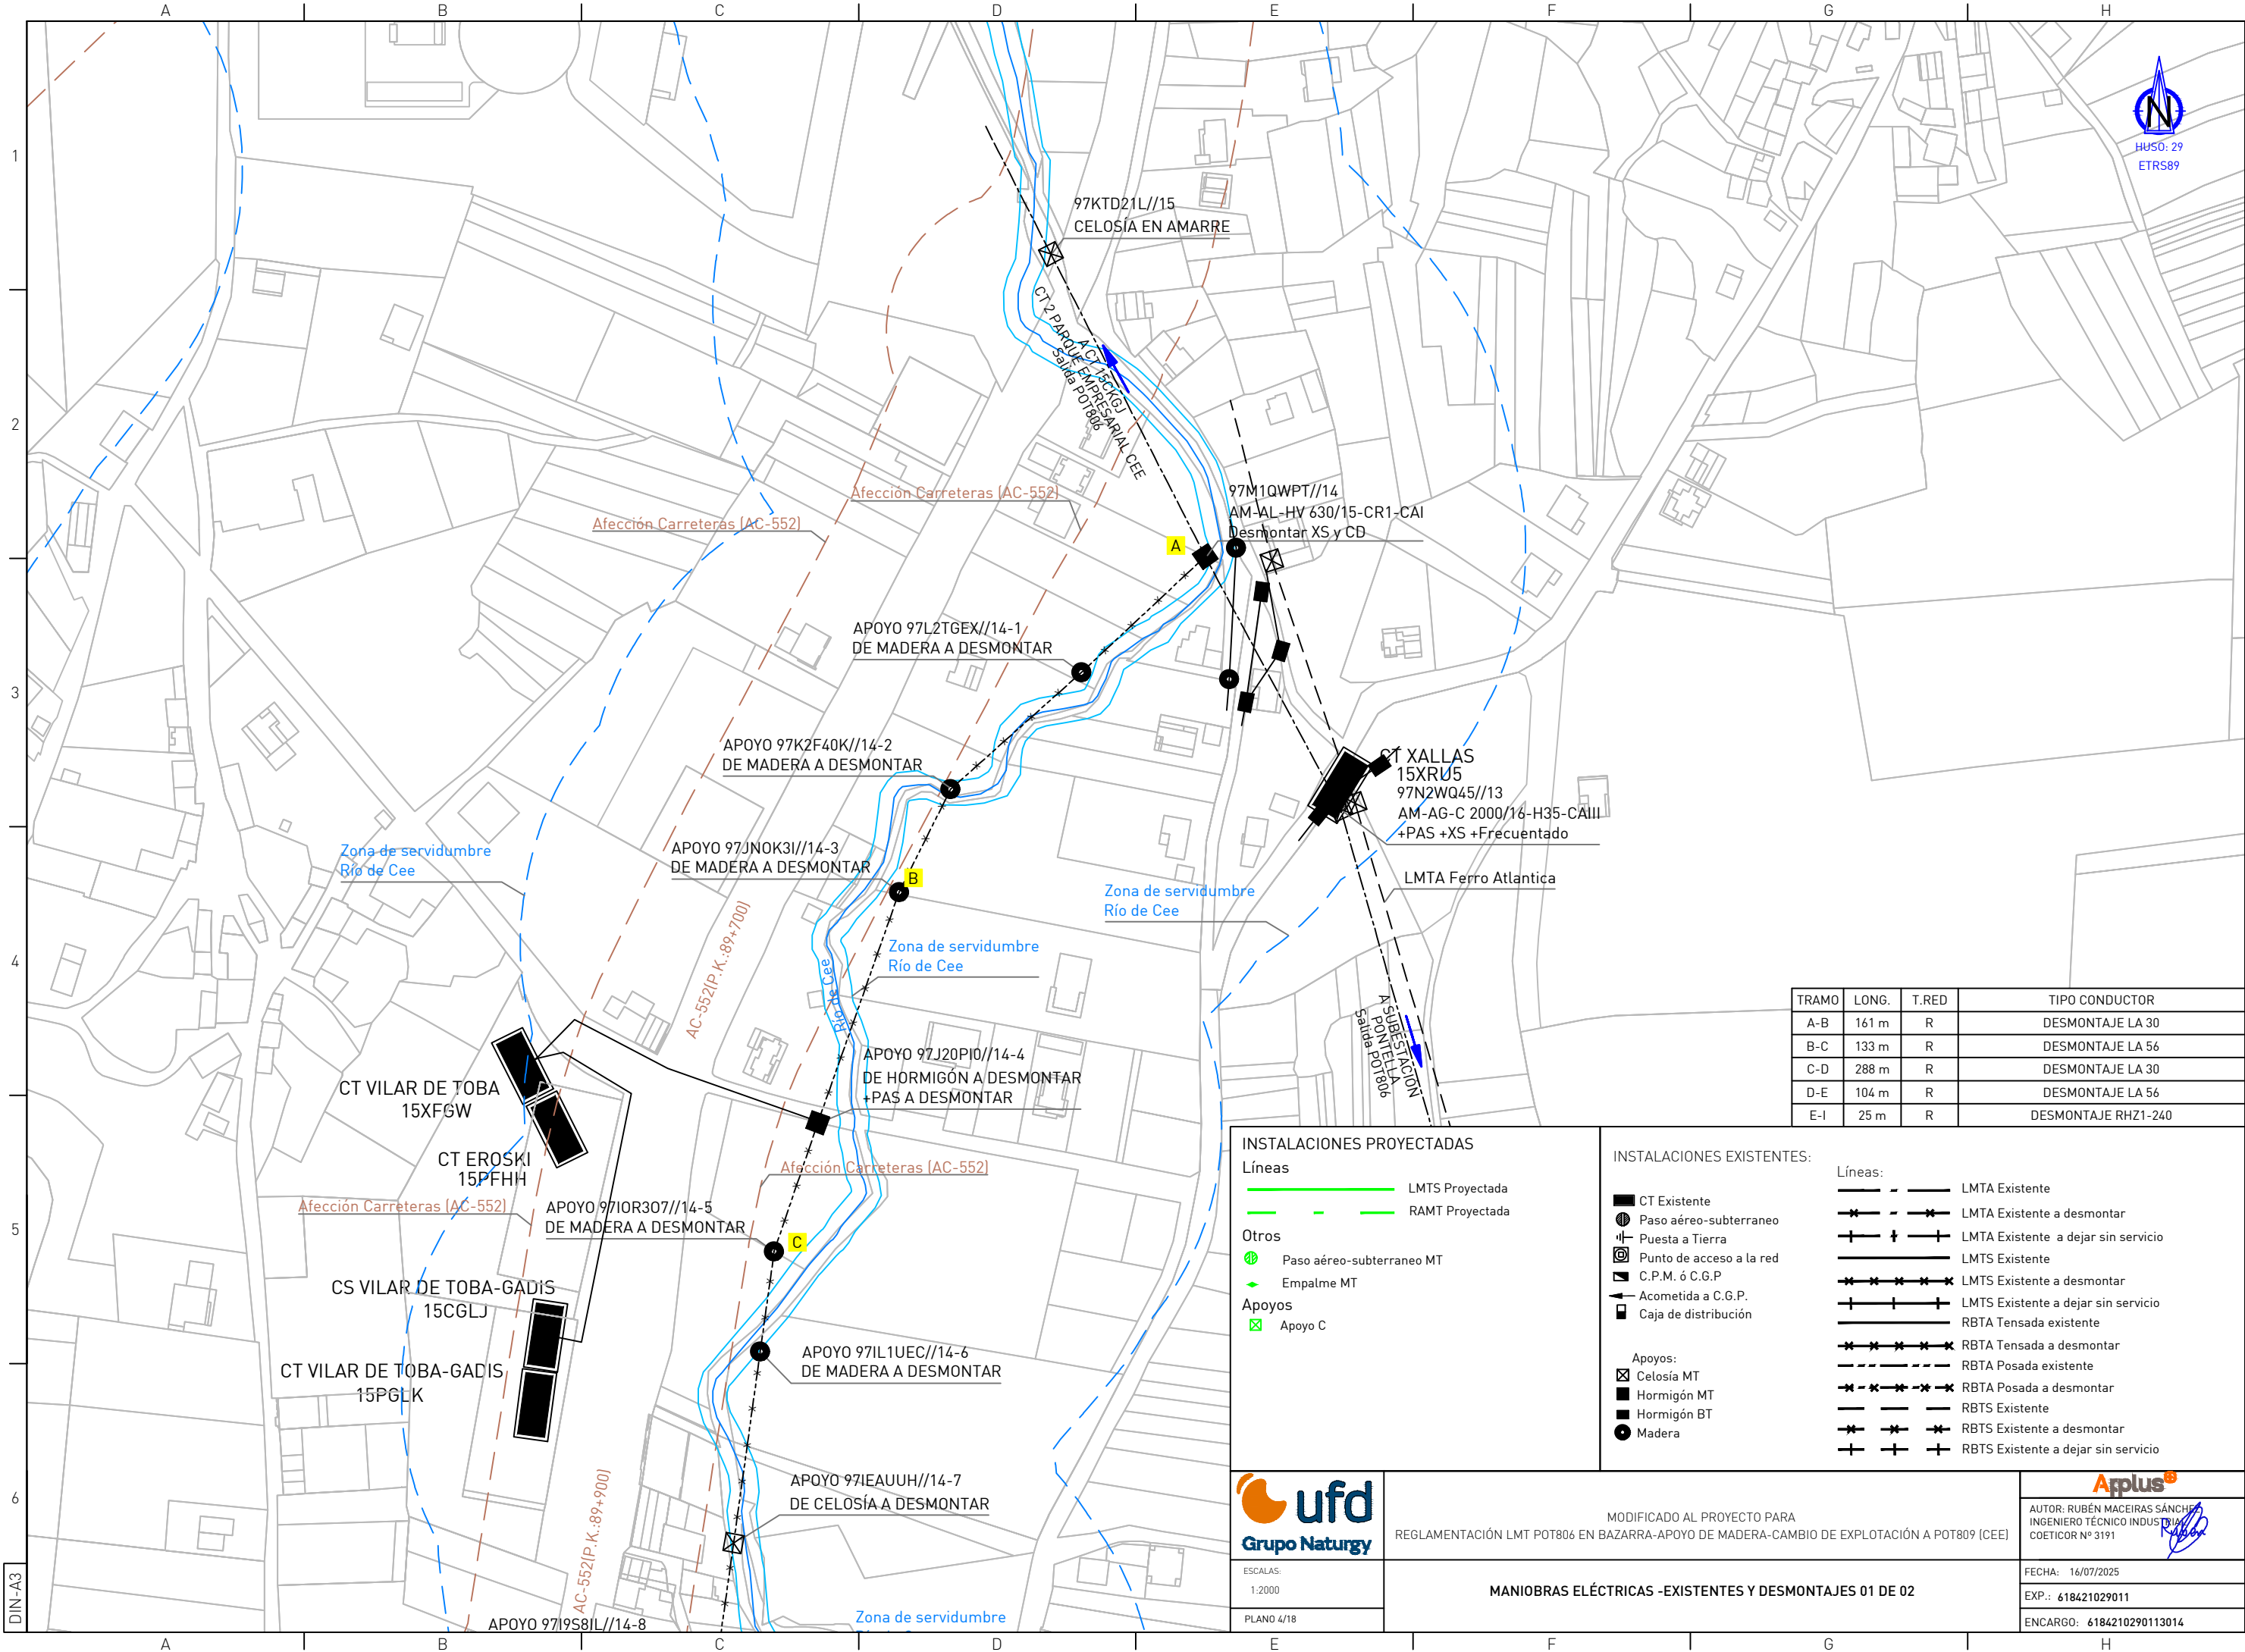 A B C D E F G H
1
2
3
4
5
6
N
HUSO: 29
ETRS89
97KTD21L//15
CELOSÍA EN AMARRE
A CT 15CKGJ
CT 2 PARQUE EMPRESARIAL CEE
Salida POT806
Afección Carreteras (AC-552)
Afección Carreteras (AC-552)
97M1QWPT//14
AM-AL-HV 630/15-CR1-CAI
Desmontar XS y CD
A
APOYO 97L2TGEX//14-1
DE MADERA A DESMONTAR
APOYO 97K2F40K//14-2
DE MADERA A DESMONTAR
CT XALLAS
15XRU5
97N2WQ45//13
AM-AG-C 2000/16-H35-CAIII
+PAS +XS +Frecuentado
APOYO 97JNOK3I//14-3
DE MADERA A DESMONTAR
B
Zona de servidumbre
Río de Cee
LMTA Ferro Atlantica
Zona de servidumbre
Río de Cee
Zona de servidumbre
Río de Cee
AC-552(P.K.:89+700)
Río de Cee
A SUBESTACIÓN
PONTELLA
Salida POT806
APOYO 97J20PI0//14-4
DE HORMIGÓN A DESMONTAR
+PAS A DESMONTAR
CT VILAR DE TOBA
15XFGW
CT EROSKI
15PFHH
Afección Carreteras (AC-552)
Afección Carreteras (AC-552)
APOYO 97IOR3O7//14-5
DE MADERA A DESMONTAR
C
CS VILAR DE TOBA-GADIS
15CGLJ
CT VILAR DE TOBA-GADIS
15PGLK
APOYO 97IL1UEC//14-6
DE MADERA A DESMONTAR
APOYO 97IEAUUH//14-7
DE CELOSÍA A DESMONTAR
AC-552(P.K.:89+900)
APOYO 97I9S8IL//14-8
Zona de servidumbre
TRAMO LONG. T.RED TIPO CONDUCTOR
A-B 161 m R DESMONTAJE LA 30
B-C 133 m R DESMONTAJE LA 56
C-D 288 m R DESMONTAJE LA 30
D-E 104 m R DESMONTAJE LA 56
E-I 25 m R DESMONTAJE RHZ1-240
INSTALACIONES PROYECTADAS
Líneas
LMTS Proyectada
RAMT Proyectada
Otros
Paso aéreo-subterraneo MT
Empalme MT
Apoyos
Apoyo C
INSTALACIONES EXISTENTES:
CT Existente
Paso aéreo-subterraneo
Puesta a Tierra
Punto de acceso a la red
C.P.M. ó C.G.P
Acometida a C.G.P.
Caja de distribución
Apoyos:
Celosía MT
Hormigón MT
Hormigón BT
Madera
Líneas:
LMTA Existente
LMTA Existente a desmontar
LMTA Existente a dejar sin servicio
LMTS Existente
LMTS Existente a desmontar
LMTS Existente a dejar sin servicio
RBTA Tensada existente
RBTA Tensada a desmontar
RBTA Posada existente
RBTA Posada a desmontar
RBTS Existente
RBTS Existente a desmontar
RBTS Existente a dejar sin servicio
ufd
Grupo Naturgy
ESCALAS:
1:2000
PLANO 4/18
MODIFICADO AL PROYECTO PARA
REGLAMENTACIÓN LMT POT806 EN BAZARRA-APOYO DE MADERA-CAMBIO DE EXPLOTACIÓN A POT809 (CEE)
MANIOBRAS ELÉCTRICAS -EXISTENTES Y DESMONTAJES 01 DE 02
Applus
AUTOR: RUBÉN MACEIRAS SÁNCHEZ
INGENIERO TÉCNICO INDUSTRIAL
COETICOR Nº 3191
Rubén
FECHA: 16/07/2025
EXP.: 618421029011
ENCARGO: 6184210290113014
DIN-A3
A B C D E F G H